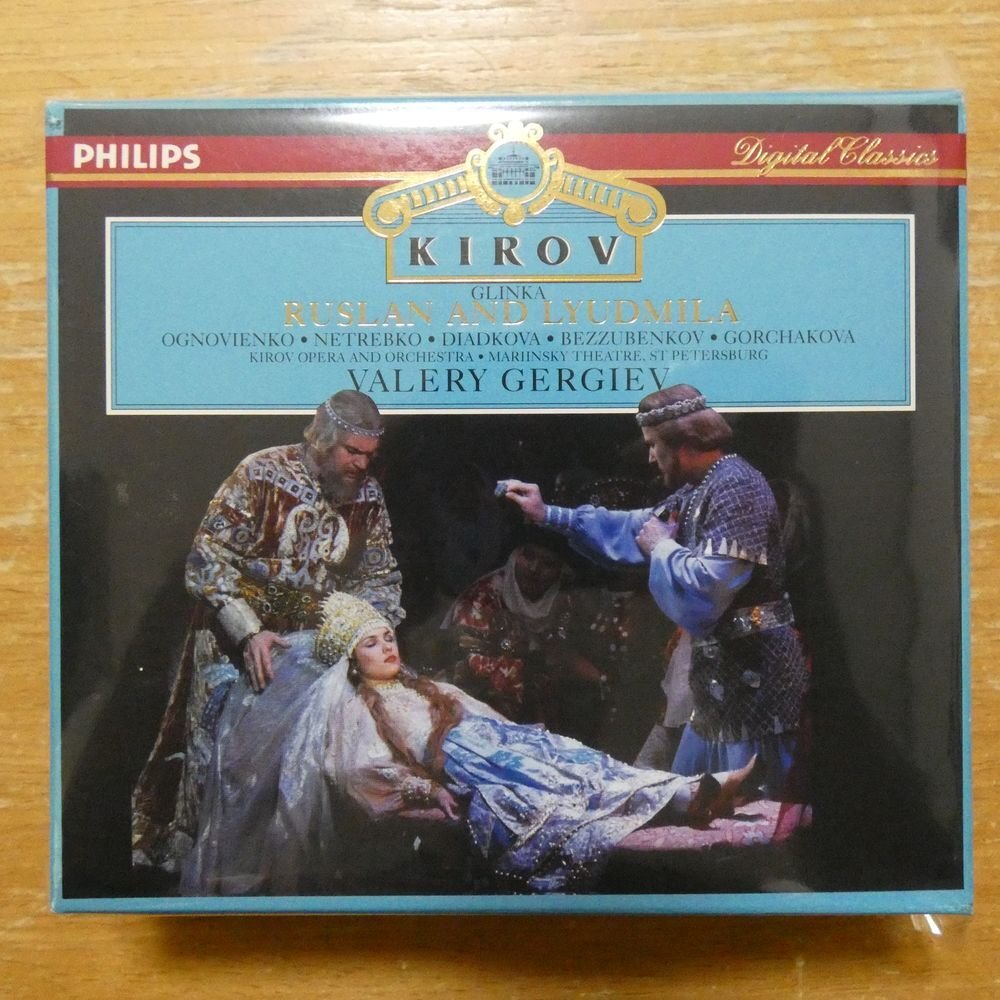 PHILIPS
Digital Classics
KIROV
GLINKA
RUSLAN AND LYUDMILA
OGNOVIENKO • NETREBKO • DIADKOVA • BEZZUBENKOV • GORCHAKOVA
KIROV OPERA AND ORCHESTRA • MARIINSKY THEATRE, ST PETERSBURG
VALERY GERGIEV